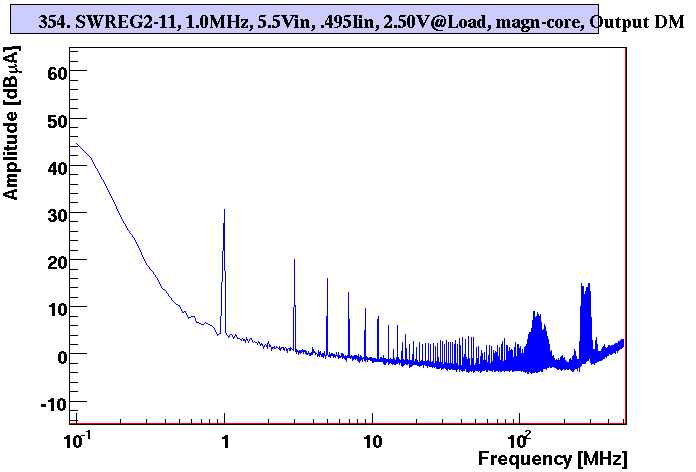 354. SWREG2-11, 1.0MHz, 5.5Vin, .495Iin, 2.50V@Load, magn-core, Output DM
Amplitude [dBµA]
60
50
40
30
20
10
0
-10
10⁻¹ 1 10 10²
Frequency [MHz]